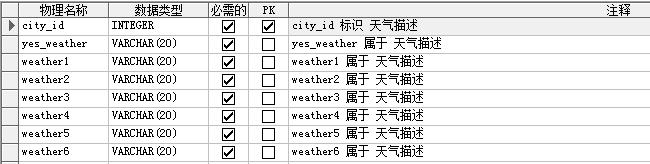 物理名称 数据类型 必需的 PK 注释
city_id INTEGER city_id 标识 天气描述
yes_weather VARCHAR(20) yes_weather 属于 天气描述
weather1 VARCHAR(20) weather1 属于 天气描述
weather2 VARCHAR(20) weather2 属于 天气描述
weather3 VARCHAR(20) weather3 属于 天气描述
weather4 VARCHAR(20) weather4 属于 天气描述
weather5 VARCHAR(20) weather5 属于 天气描述
weather6 VARCHAR(20) weather6 属于 天气描述